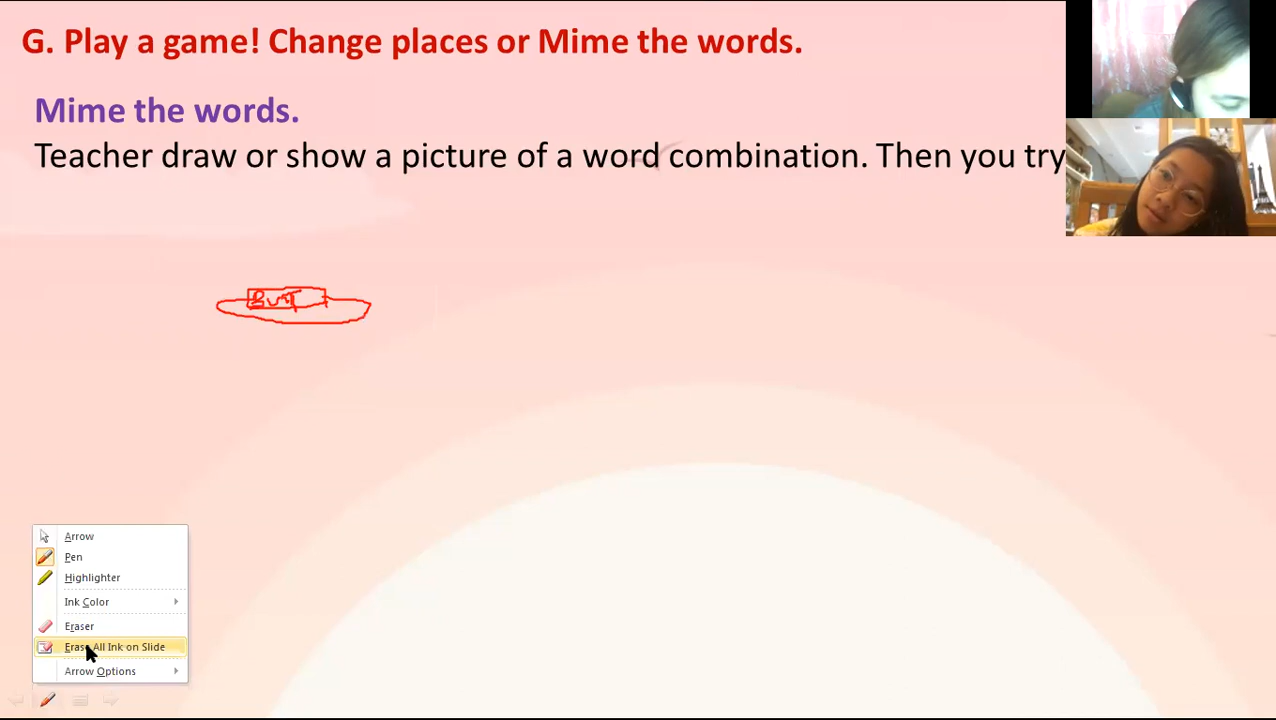 G. Play a game! Change places or Mime the words.
Mime the words.
Teacher draw or show a picture of a word combination. Then you try
Arrow
Pen
Highlighter
Ink Color
Eraser
Erase All Ink on Slide
Arrow Options